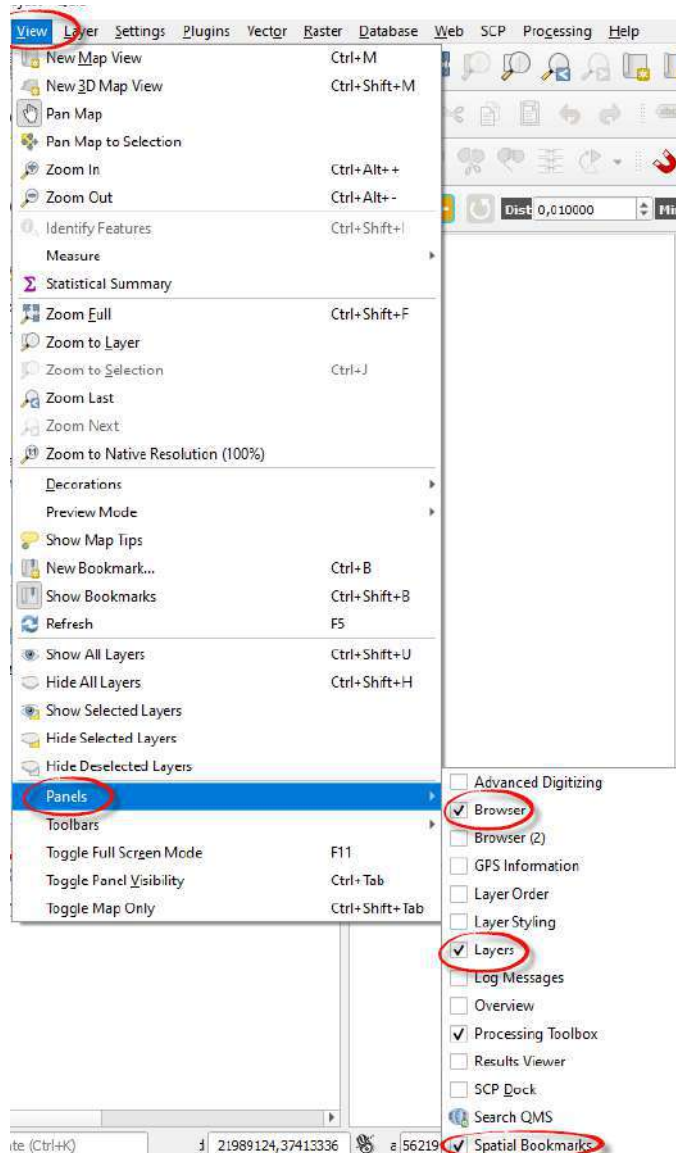 View Layer Settings Plugins Vector Raster Database Web SCP Processing Help
New Map View Ctrl+M
New 3D Map View Ctrl+Shift+M
Pan Map
Pan Map to Selection
Zoom In Ctrl+Alt++
Zoom Out Ctrl+Alt+-
Dist 0,010000
Identify Features Ctrl+Shift+I
Measure
Statistical Summary
Zoom Full Ctrl+Shift+F
Zoom to Layer
Zoom to Selection Ctrl+J
Zoom Last
Zoom Next
Zoom to Native Resolution (100%)
Decorations
Preview Mode
Show Map Tips
New Bookmark... Ctrl+B
Show Bookmarks Ctrl+Shift+B
Refresh F5
Show All Layers Ctrl+Shift+U
Hide All Layers Ctrl+Shift+H
Show Selected Layers
Hide Selected Layers
Hide Deselected Layers
Panels
Toolbars
Toggle Full Screen Mode F11
Toggle Panel Visibility Ctrl+Tab
Toggle Map Only Ctrl+Shift+Tab
Advanced Digitizing
Browser
Browser (2)
GPS Information
Layer Order
Layer Styling
Layers
Log Messages
Overview
Processing Toolbox
Results Viewer
SCP Dock
Search QMS
Spatial Bookmarks
(Ctrl+K) 21989124,37413336 56219